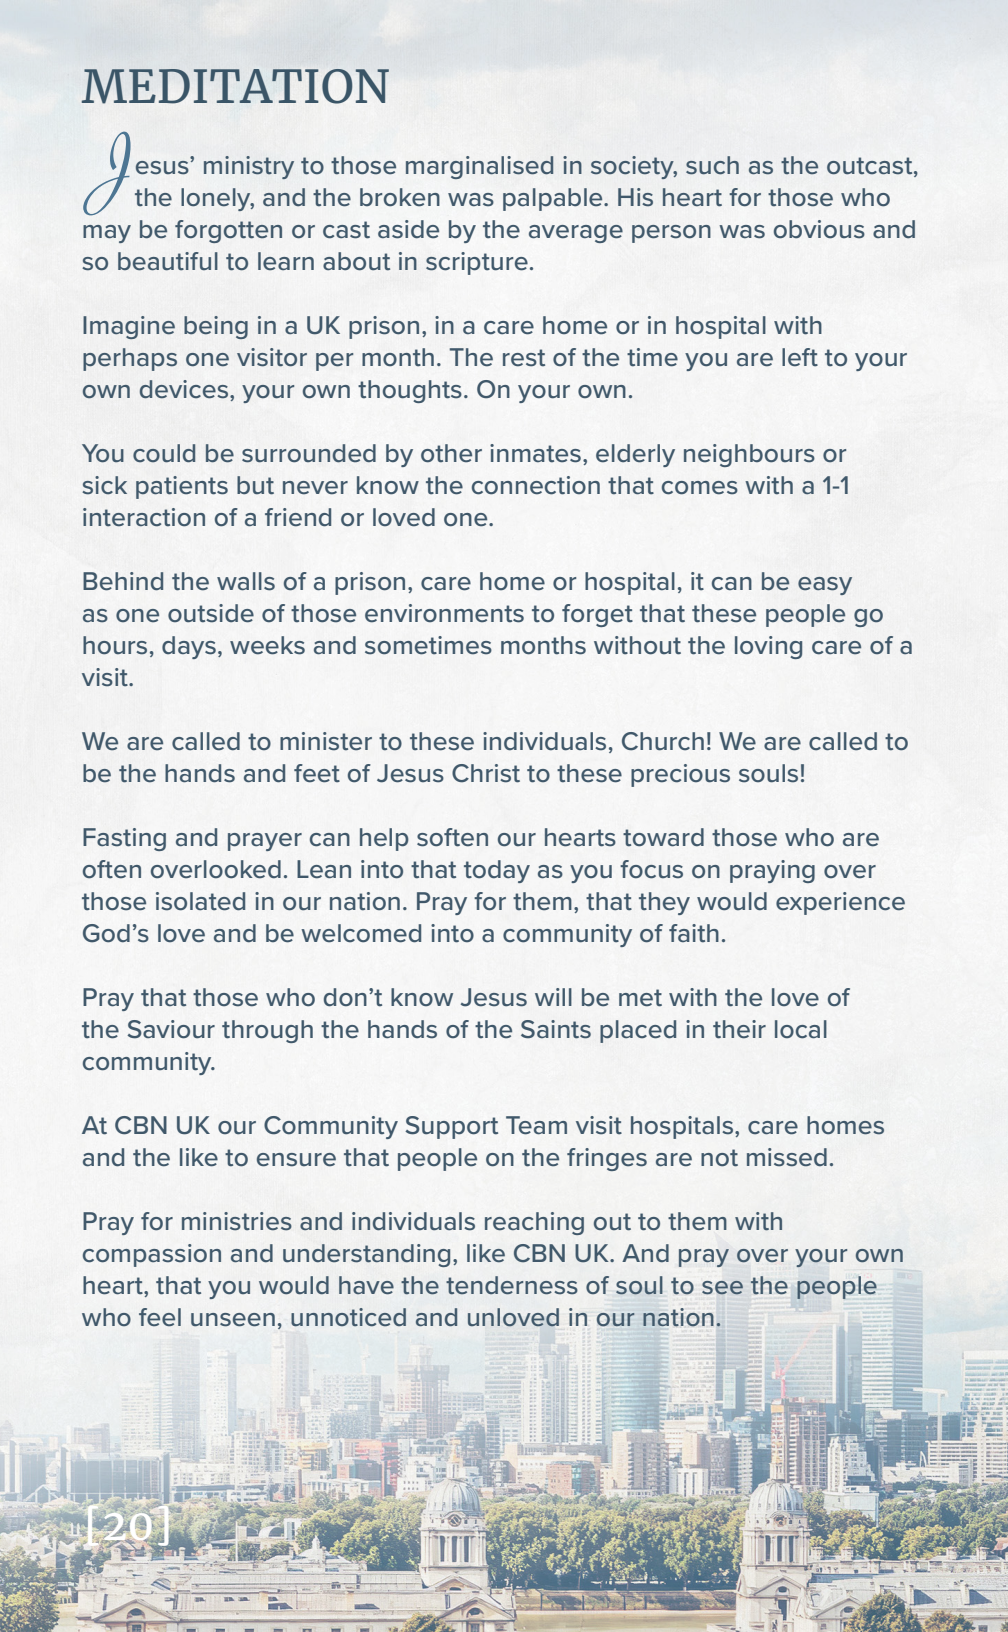 MEDITATION
Jesus’ ministry to those marginalised in society, such as the outcast,
the lonely, and the broken was palpable. His heart for those who
may be forgotten or cast aside by the average person was obvious and
so beautiful to learn about in scripture.
Imagine being in a UK prison, in a care home or in hospital with
perhaps one visitor per month. The rest of the time you are left to your
own devices, your own thoughts. On your own.
You could be surrounded by other inmates, elderly neighbours or
sick patients but never know the connection that comes with a 1-1
interaction of a friend or loved one.
Behind the walls of a prison, care home or hospital, it can be easy
as one outside of those environments to forget that these people go
hours, days, weeks and sometimes months without the loving care of a
visit.
We are called to minister to these individuals, Church! We are called to
be the hands and feet of Jesus Christ to these precious souls!
Fasting and prayer can help soften our hearts toward those who are
often overlooked. Lean into that today as you focus on praying over
those isolated in our nation. Pray for them, that they would experience
God’s love and be welcomed into a community of faith.
Pray that those who don’t know Jesus will be met with the love of
the Saviour through the hands of the Saints placed in their local
community.
At CBN UK our Community Support Team visit hospitals, care homes
and the like to ensure that people on the fringes are not missed.
Pray for ministries and individuals reaching out to them with
compassion and understanding, like CBN UK. And pray over your own
heart, that you would have the tenderness of soul to see the people
who feel unseen, unnoticed and unloved in our nation.
[20]